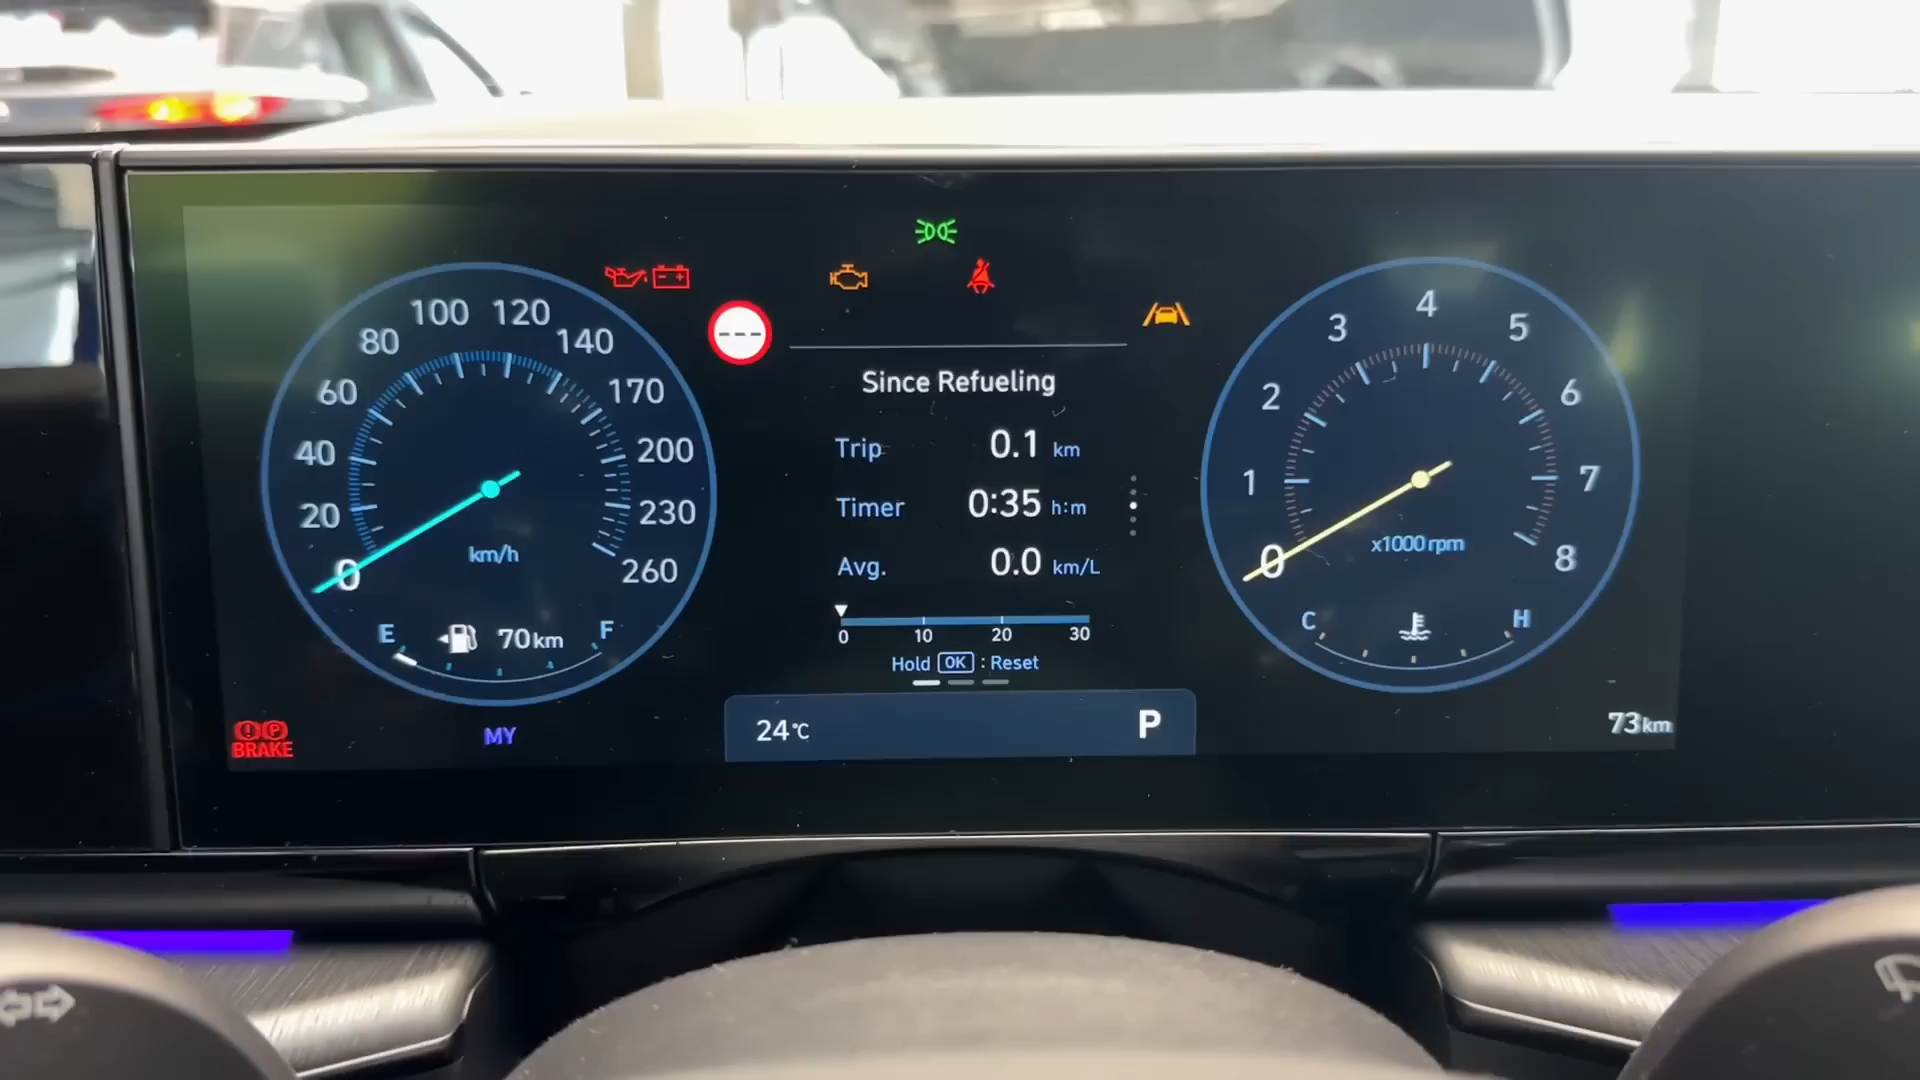 100 120
80 140
60 170
40 200
20 230
0 260
km/h
E 70km F
BRAKE
MY
---
Since Refueling
Trip 0.1 km
Timer 0:35 h:m
Avg. 0.0 km/L
0 10 20 30
Hold OK : Reset
24°C P
4
3 5
2 6
1 7
0 8
x1000 rpm
C H
73km